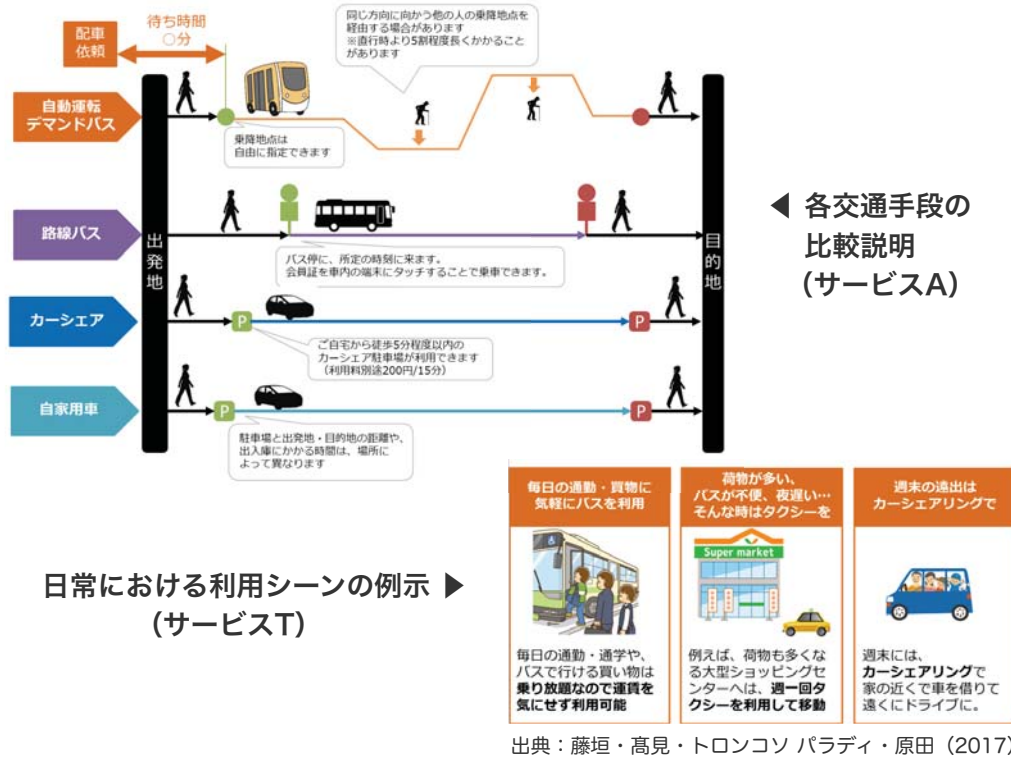 配車
依頼
待ち時間
○分
同じ方向に向かう他の人の乗降地点を
経由する場合があります
※直行時より5割程度長くかかること
があります
自動運転
デマンドバス
乗降地点は
自由に指定できます
路線バス
出発地
目的地
バス停に、所定の時刻に来ます。
会員証を車内の端末にタッチすることで乗車できます。
カーシェア
P
P
ご自宅から徒歩5分程度以内の
カーシェア駐車場が利用できます
（利用料別途200円/15分）
自家用車
P
P
駐車場と出発地・目的地の距離や、
出入庫にかかる時間は、場所に
よって異なります
◀ 各交通手段の
比較説明
（サービスA）
日常における利用シーンの例示 ▶
（サービスT）
毎日の通勤・買物に
気軽にバスを利用
毎日の通勤・通学や、
バスで行ける買い物は
乗り放題なので運賃を
気にせず利用可能
荷物が多い、
バスが不便、夜遅い…
そんな時はタクシーを
Super market
例えば、荷物も多くな
る大型ショッピングセ
ンターへは、週一回タ
クシーを利用して移動
週末の遠出は
カーシェアリングで
週末には、
カーシェアリングで
家の近くで車を借りて
遠くにドライブに。
出典：藤垣・髙見・トロンコソ パラディ・原田（2017）